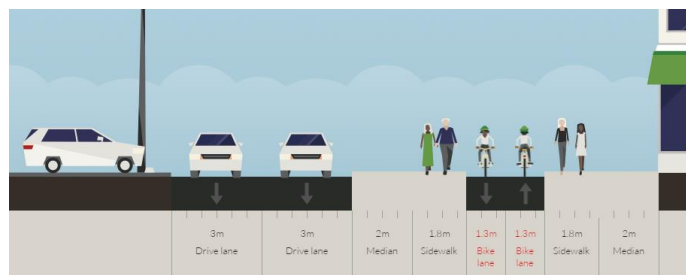 3m
Drive lane
3m
Drive lane
2m
Median
1.8m
Sidewalk
1.3m
Bike
lane
1.3m
Bike
lane
1.8m
Sidewalk
2m
Median